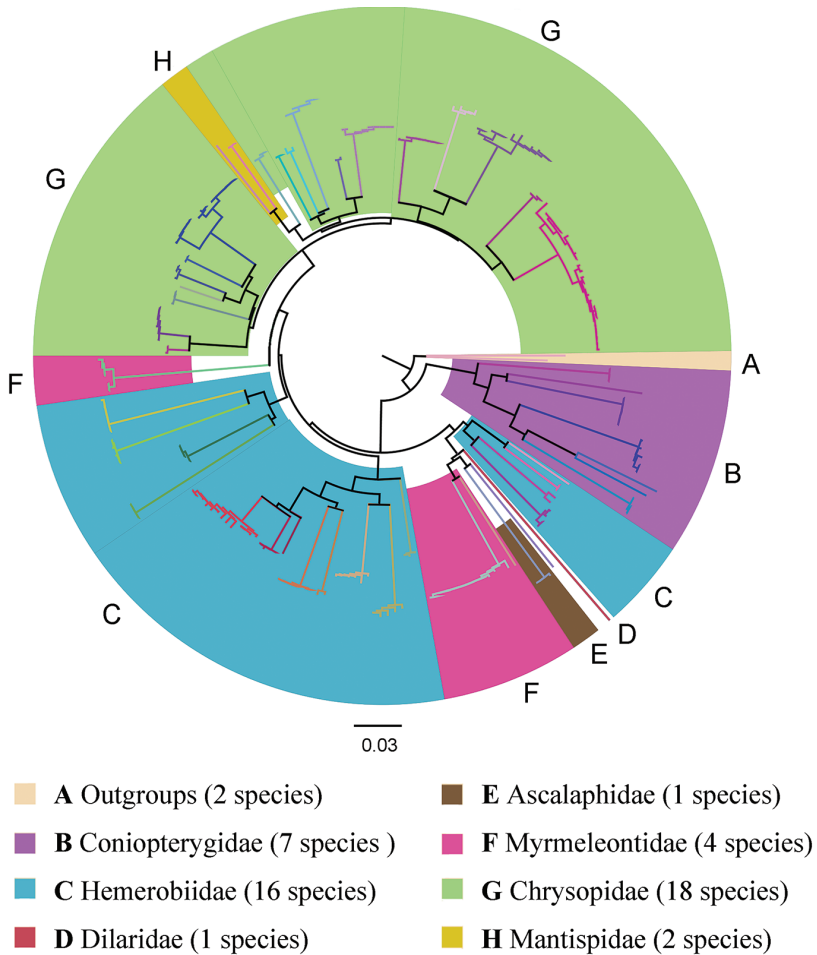 G
H
G
A
F
B
C
C
D
E
F
0.03
A Outgroups (2 species)
B Coniopterygidae (7 species )
C Hemerobiidae (16 species)
D Dilaridae (1 species)
E Ascalaphidae (1 species)
F Myrmeleontidae (4 species)
G Chrysopidae (18 species)
H Mantispidae (2 species)